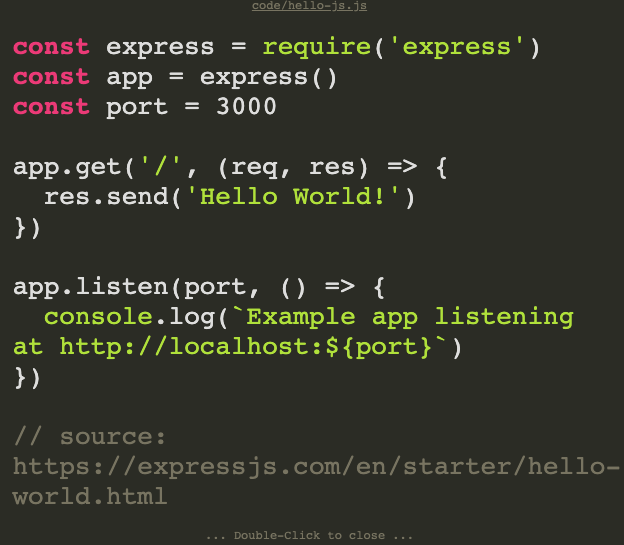 code/hello-js.js
const express = require('express')
const app = express()
const port = 3000
app.get('/', (req, res) => {
  res.send('Hello World!')
})
app.listen(port, () => {
  console.log(`Example app listening
at http://localhost:${port}`)
})
// source:
https://expressjs.com/en/starter/hello-
world.html
... Double-Click to close ...